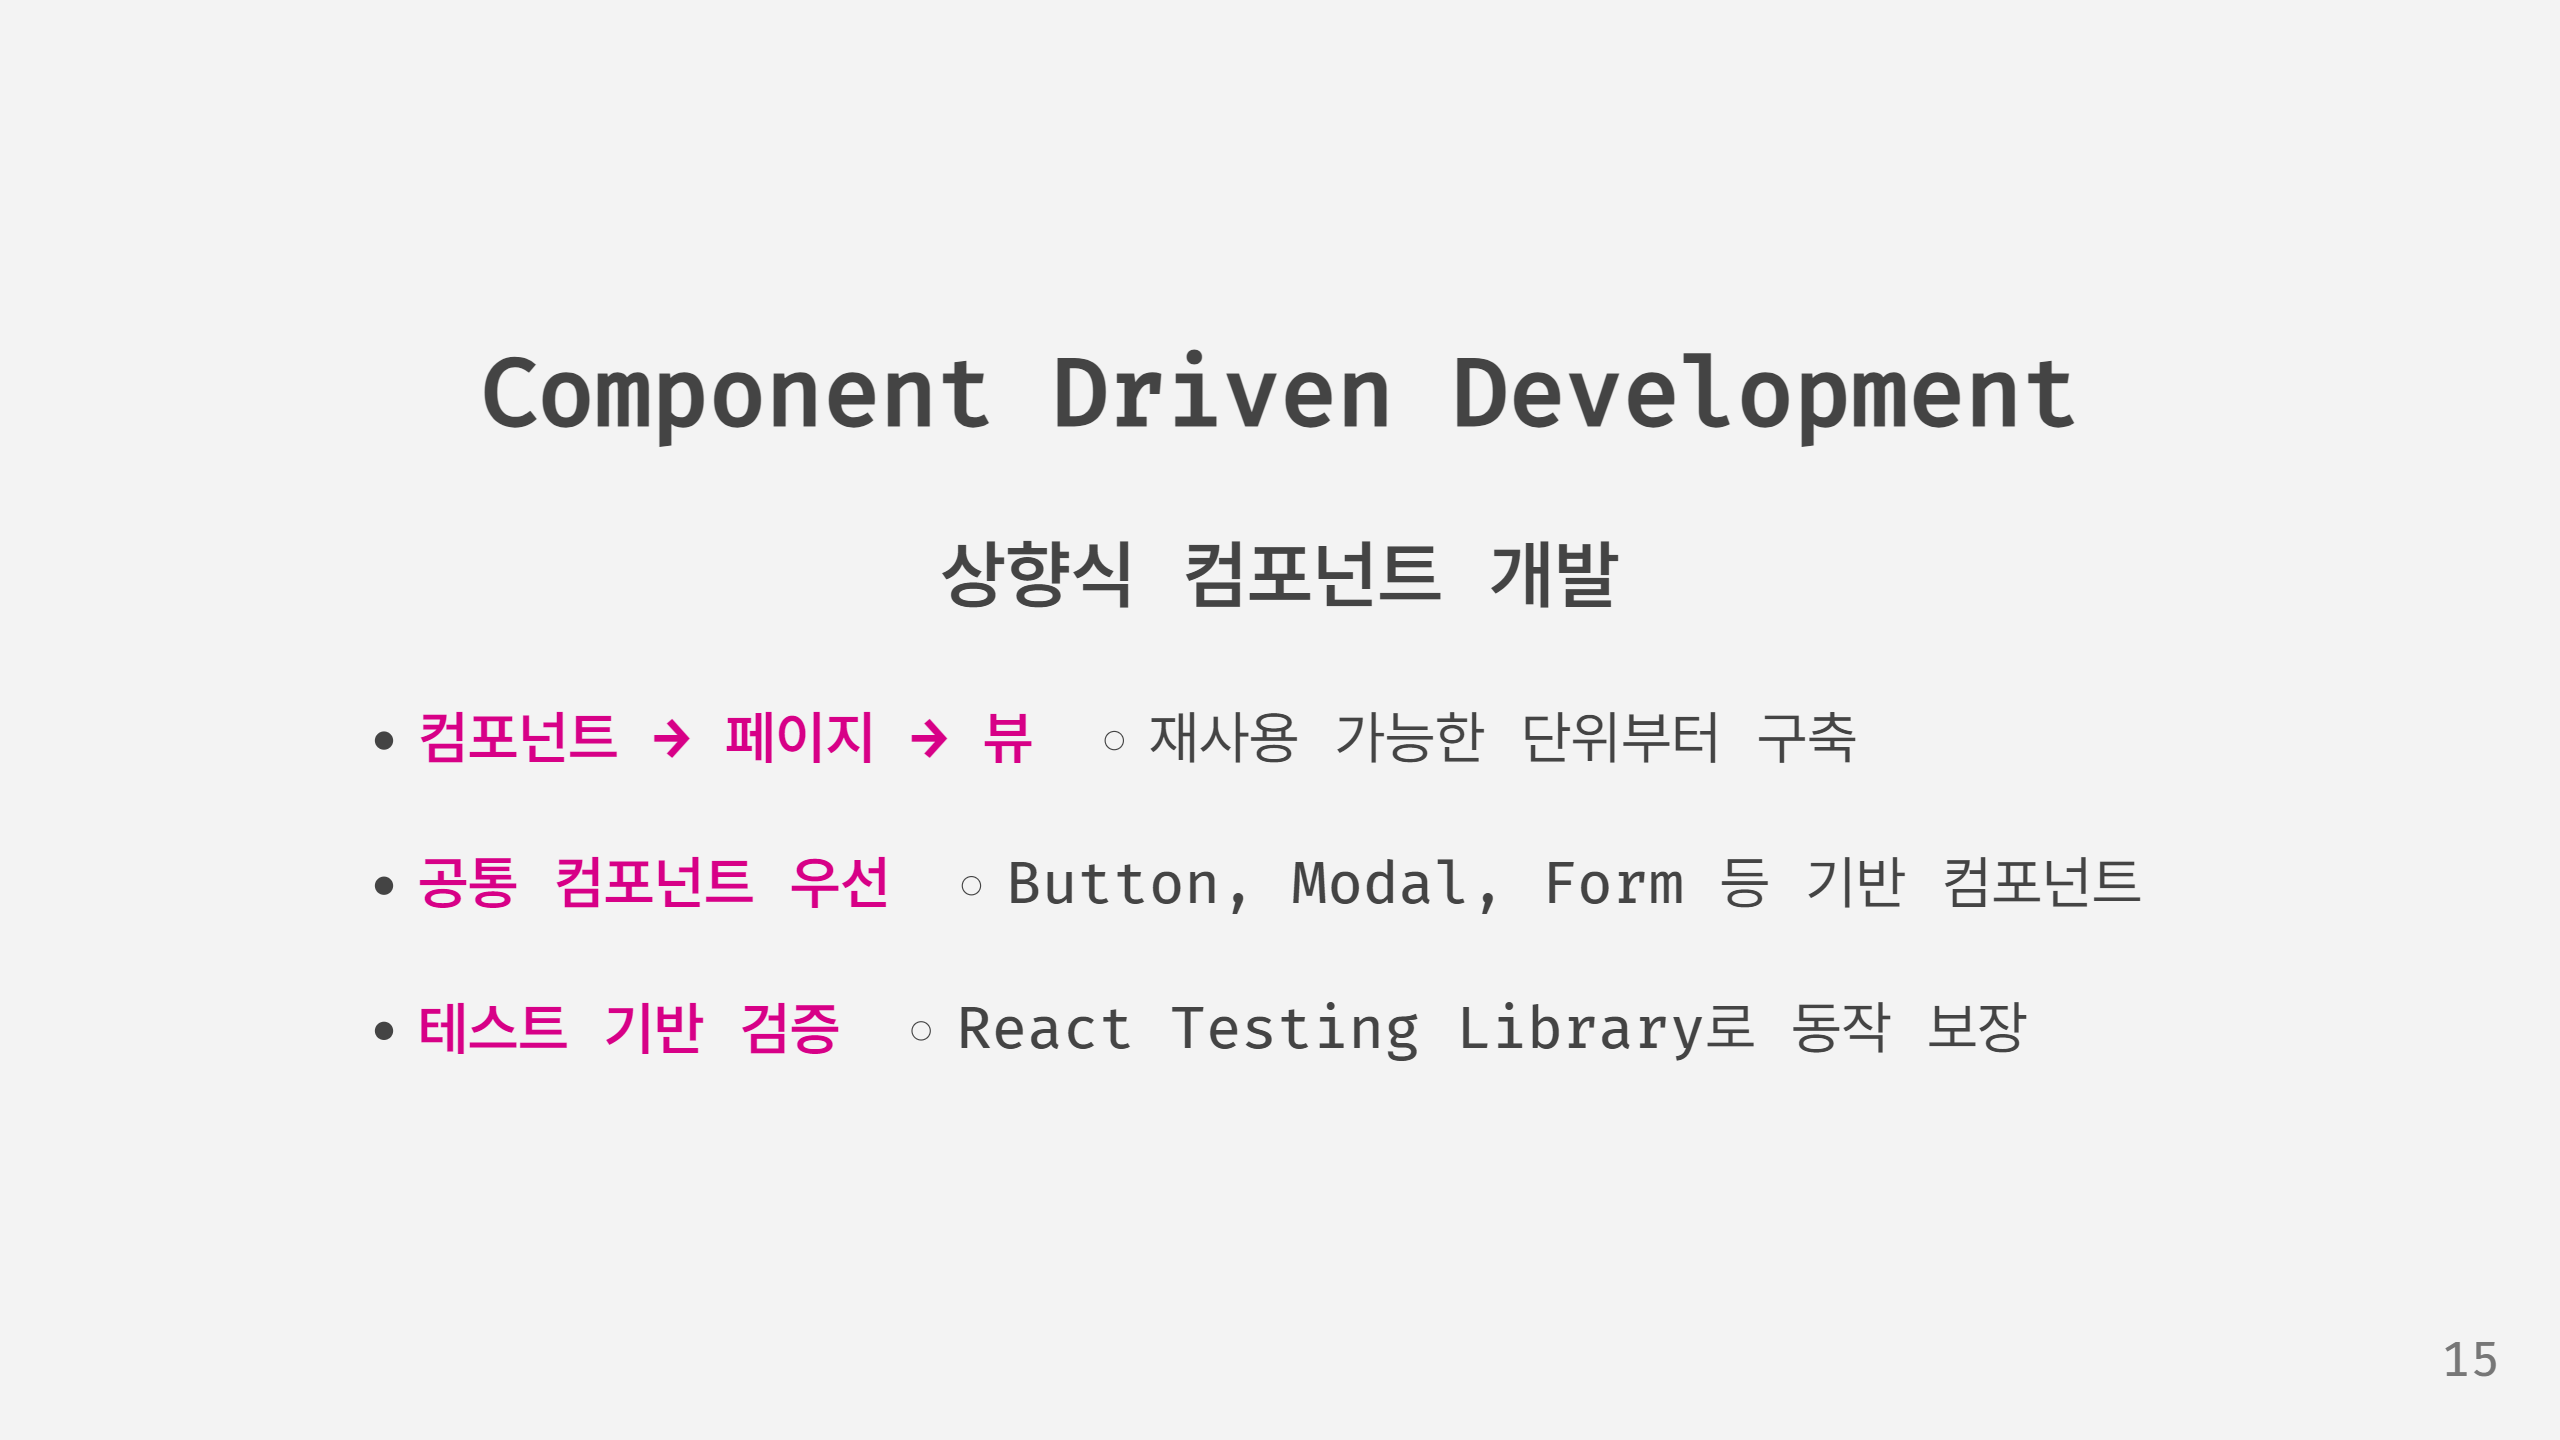 Component Driven Development
상향식 컴포넌트 개발
• 컴포넌트 → 페이지 → 뷰 ◦ 재사용 가능한 단위부터 구축
• 공통 컴포넌트 우선 ◦ Button, Modal, Form 등 기반 컴포넌트
• 테스트 기반 검증 ◦ React Testing Library로 동작 보장
15